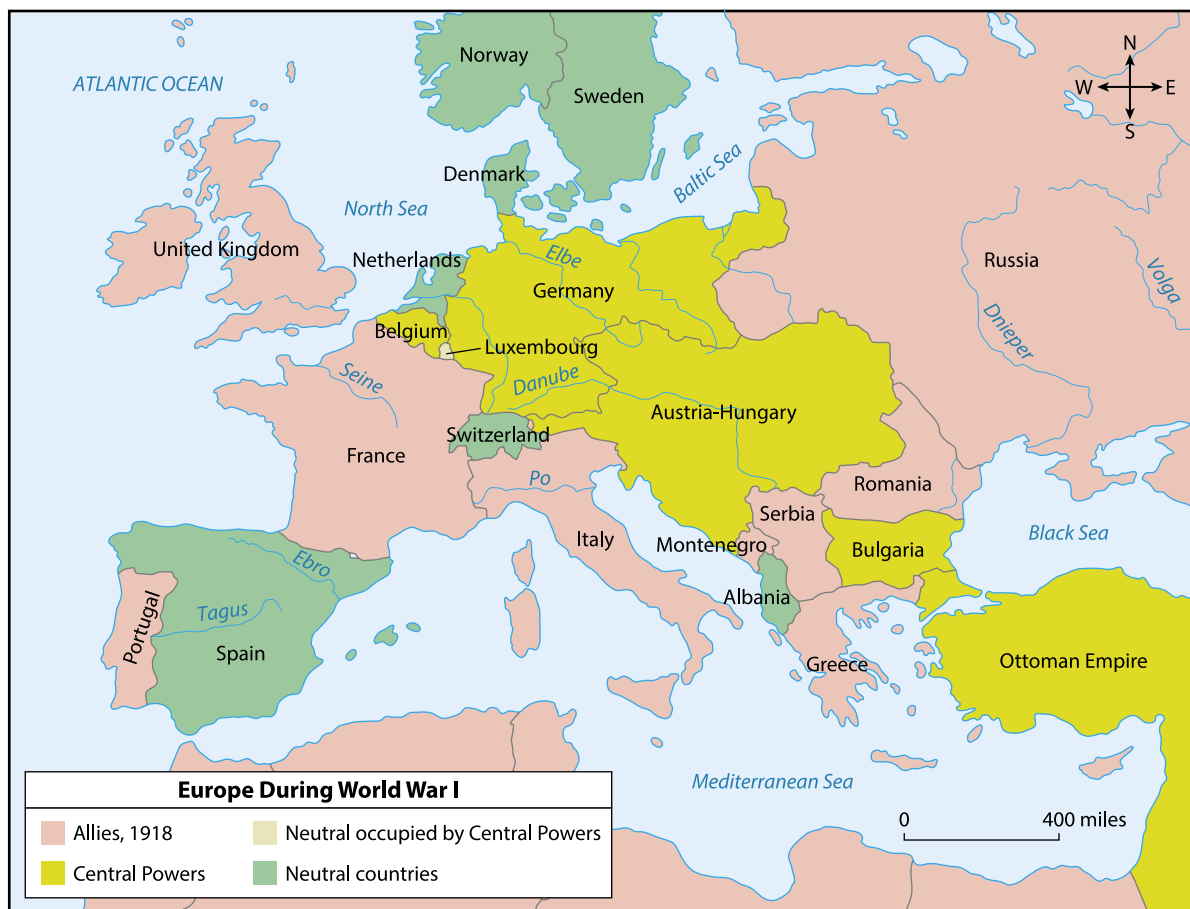 Norway
N
ATLANTIC OCEAN
W
E
Sweden
S
Baltic Sea
Denmark
North Sea
United Kingdom
Netherlands
Elbe
Russia
Volga
Germany
Dnieper
Belgium
Luxembourg
Seine
Danube
Austria-Hungary
Switzerland
France
Po
Romania
Serbia
Black Sea
Italy
Montenegro
Bulgaria
Ebro
Albania
Tagus
Portugal
Spain
Greece
Ottoman Empire
Mediterranean Sea
Europe During World War I
Allies, 1918
Neutral occupied by Central Powers
Central Powers
Neutral countries
0
400 miles